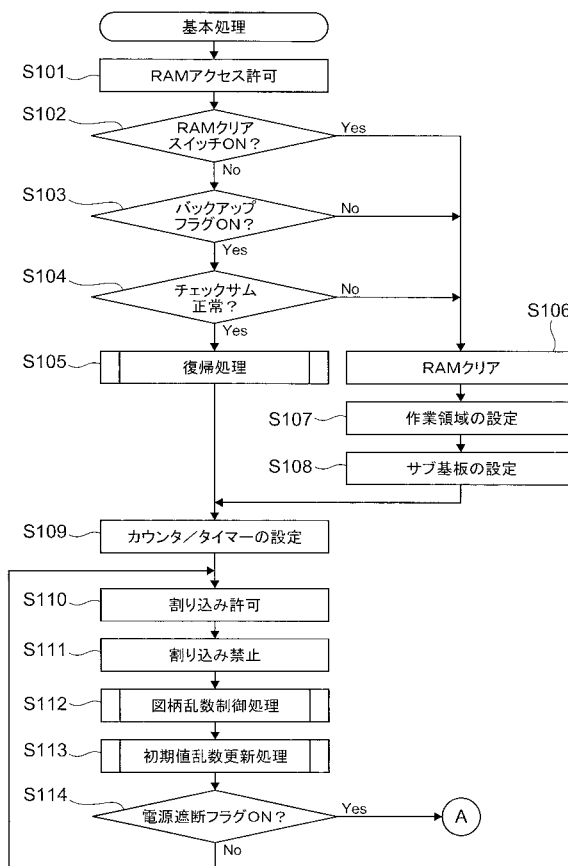 基本処理
S101
RAMアクセス許可
S102
RAMクリア
スイッチON？
Yes
No
S103
バックアップ
フラグON？
No
Yes
S104
チェックサム
正常？
No
Yes
S105
復帰処理
S106
RAMクリア
S107
作業領域の設定
S108
サブ基板の設定
S109
カウンタ／タイマーの設定
S110
割り込み許可
S111
割り込み禁止
S112
図柄乱数制御処理
S113
初期値乱数更新処理
S114
電源遮断フラグON？
Yes
A
No